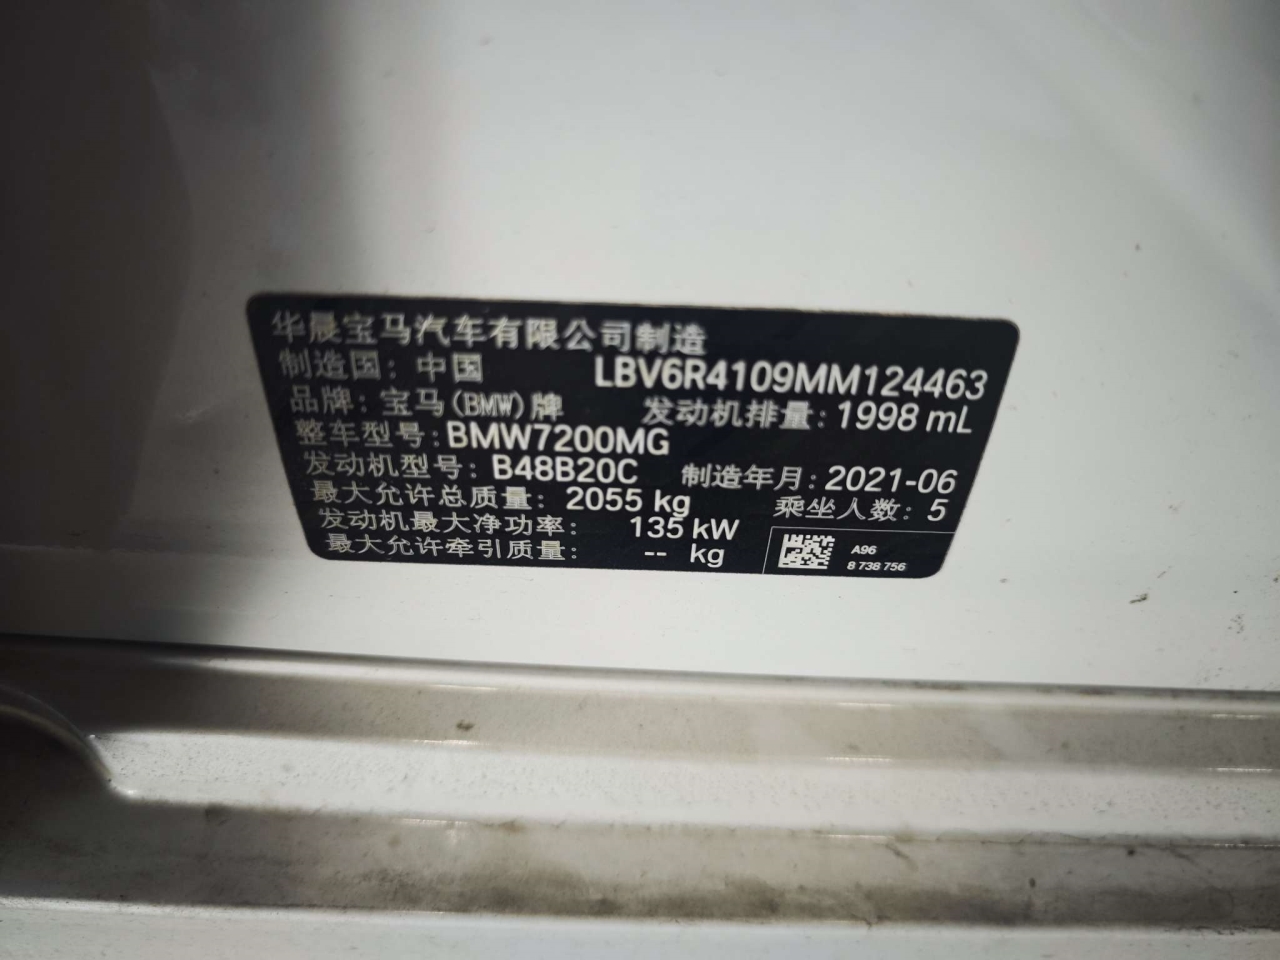 华晨宝马汽车有限公司制造
制造国: 中国 LBV6R4109MM124463
品牌: 宝马(BMW)牌 发动机排量: 1998 mL
整车型号: BMW7200MG
发动机型号: B48B20C 制造年月: 2021-06
最大允许总质量: 2055 kg 乘坐人数: 5
发动机最大净功率: 135 kW
最大允许牵引质量: -- kg
A96
8 738 756